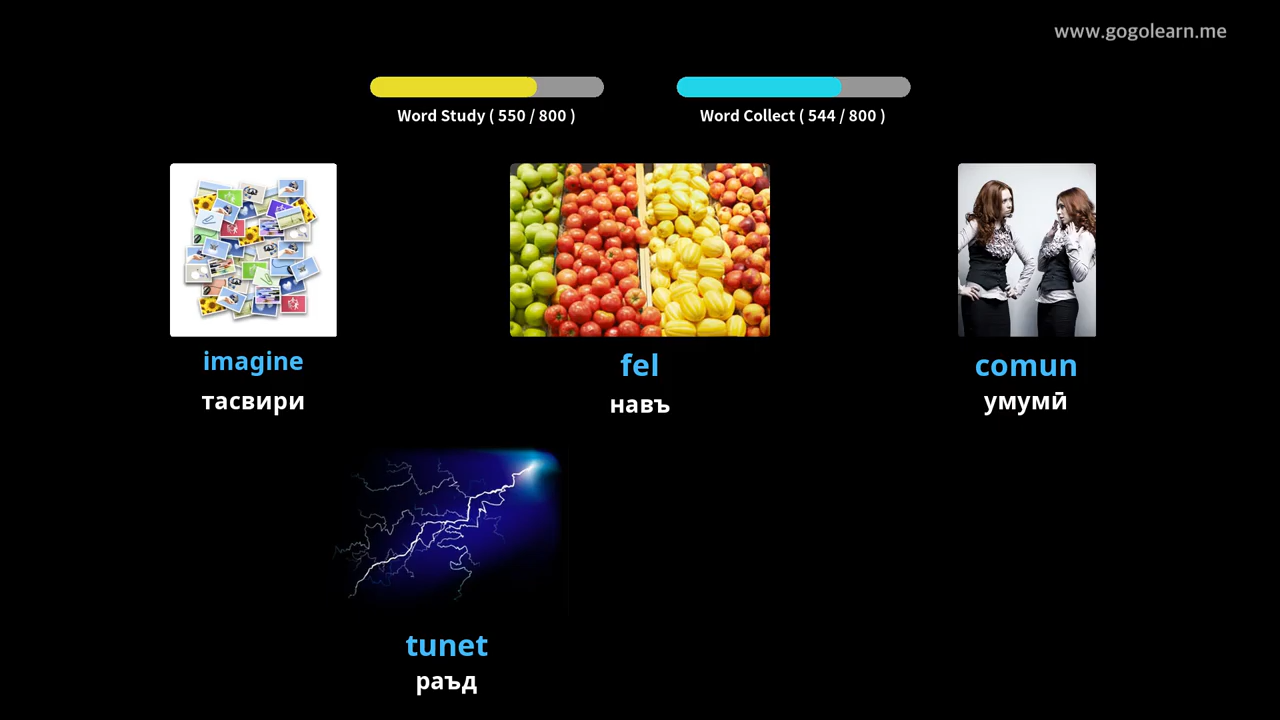 www.gogolearn.me
Word Study ( 550 / 800 )
Word Collect ( 544 / 800 )
imagine
тасвири
fel
навъ
comun
умумӣ
tunet
раъд